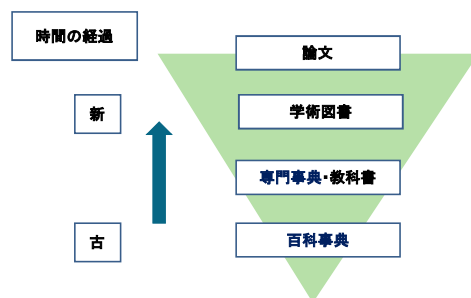 時間の経過
論文
新
学術図書
専門事典・教科書
古
百科事典